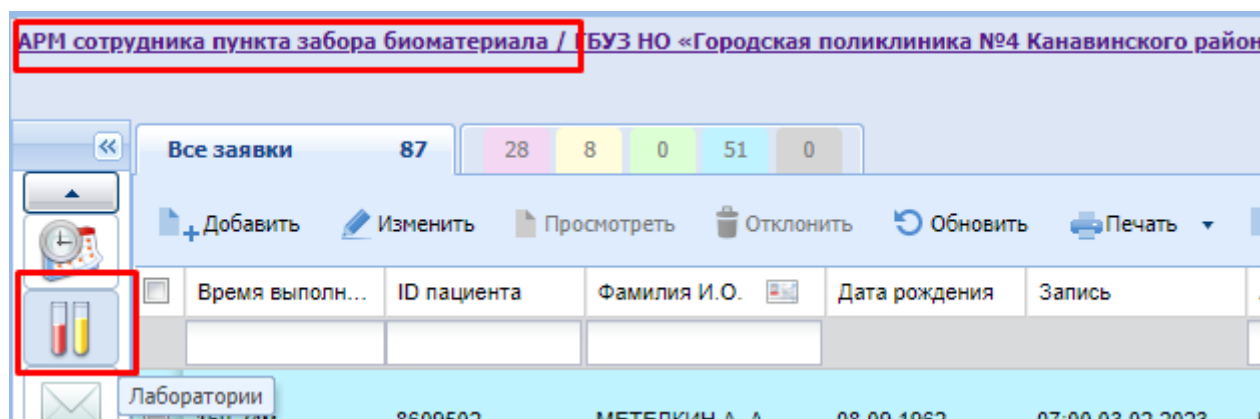 АРМ сотрудника пункта забора биоматериала / ГБУЗ НО «Городская поликлиника №4 Канавинского район
Все заявки 87 28 8 0 51 0
Добавить Изменить Просмотреть Отклонить Обновить Печать
Время выполн... ID пациента Фамилия И.О. Дата рождения Запись
Лаборатории
8609502 МЕТЕЛКИН А. А. 08.09.1962 07:00 03.02.2023